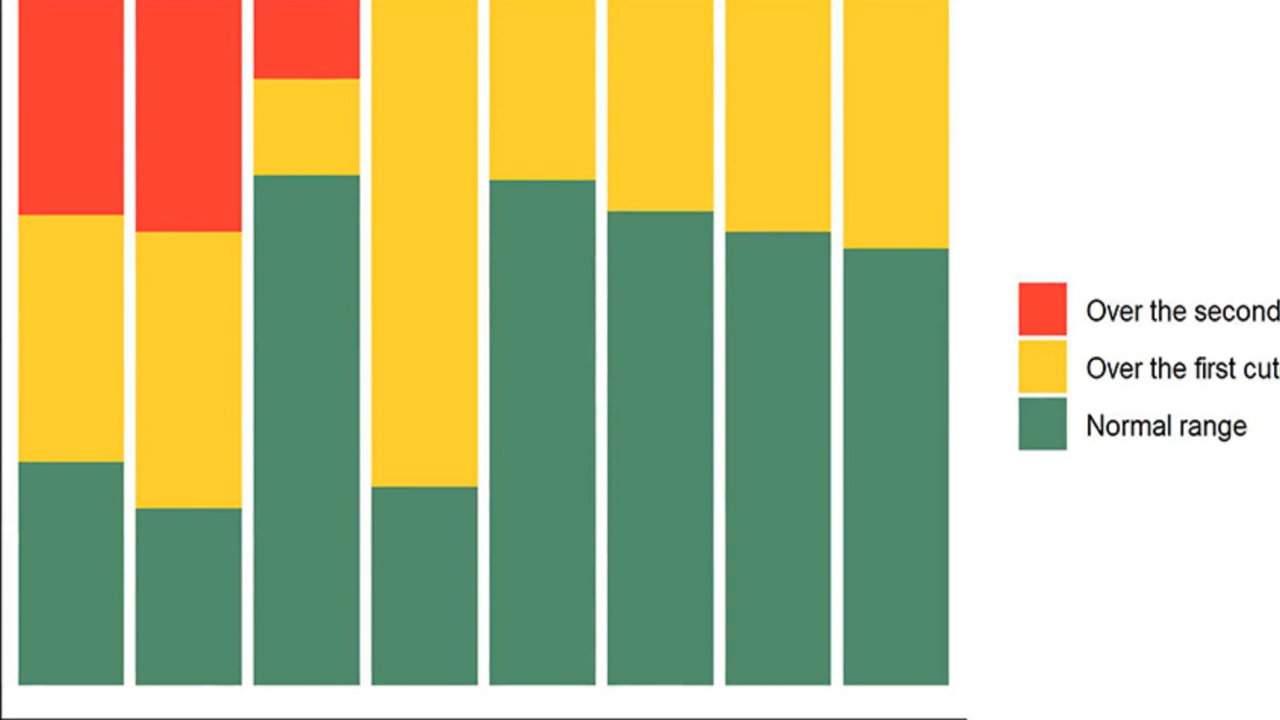 Over the second
Over the first cut
Normal range